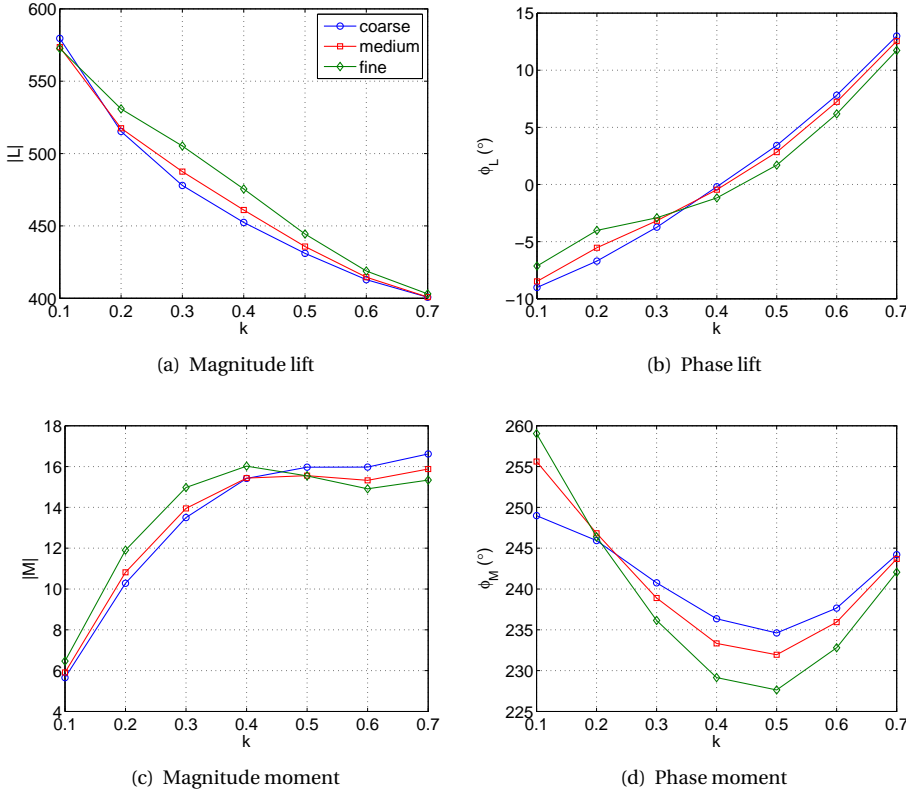 600
550
500
450
400
|L|
0.1 0.2 0.3 0.4 0.5 0.6 0.7
k
coarse
medium
fine
(a) Magnitude lift
15
10
5
0
−5
−10
ϕL (°)
0.1 0.2 0.3 0.4 0.5 0.6 0.7
k
(b) Phase lift
18
16
14
12
10
8
6
4
|M|
0.1 0.2 0.3 0.4 0.5 0.6 0.7
k
(c) Magnitude moment
260
255
250
245
240
235
230
225
ϕM (°)
0.1 0.2 0.3 0.4 0.5 0.6 0.7
k
(d) Phase moment